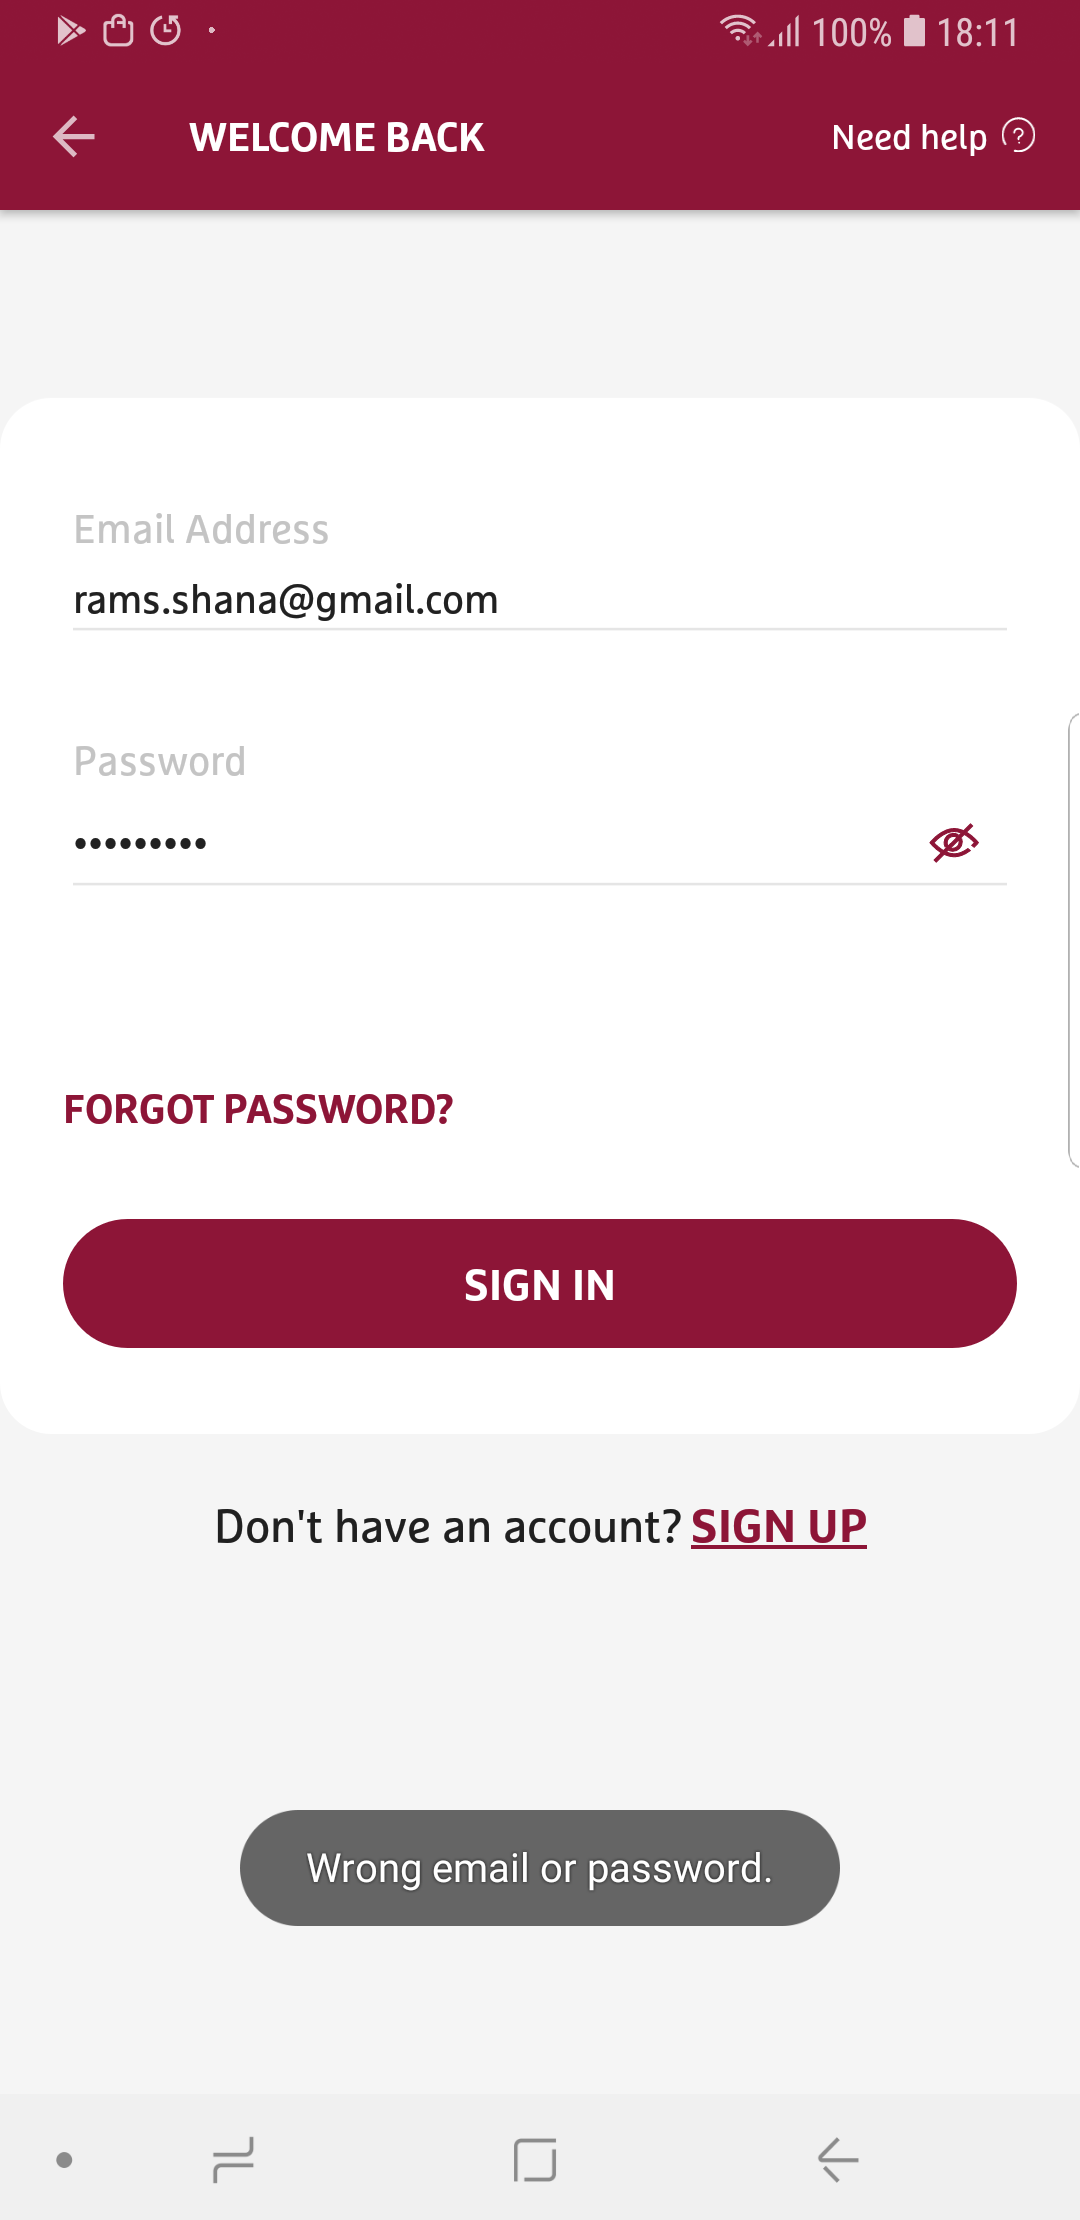 100% 18:11
WELCOME BACK Need help ?
Email Address
rams.shana@gmail.com
Password
•••••••••
FORGOT PASSWORD?
SIGN IN
Don't have an account? SIGN UP
Wrong email or password.